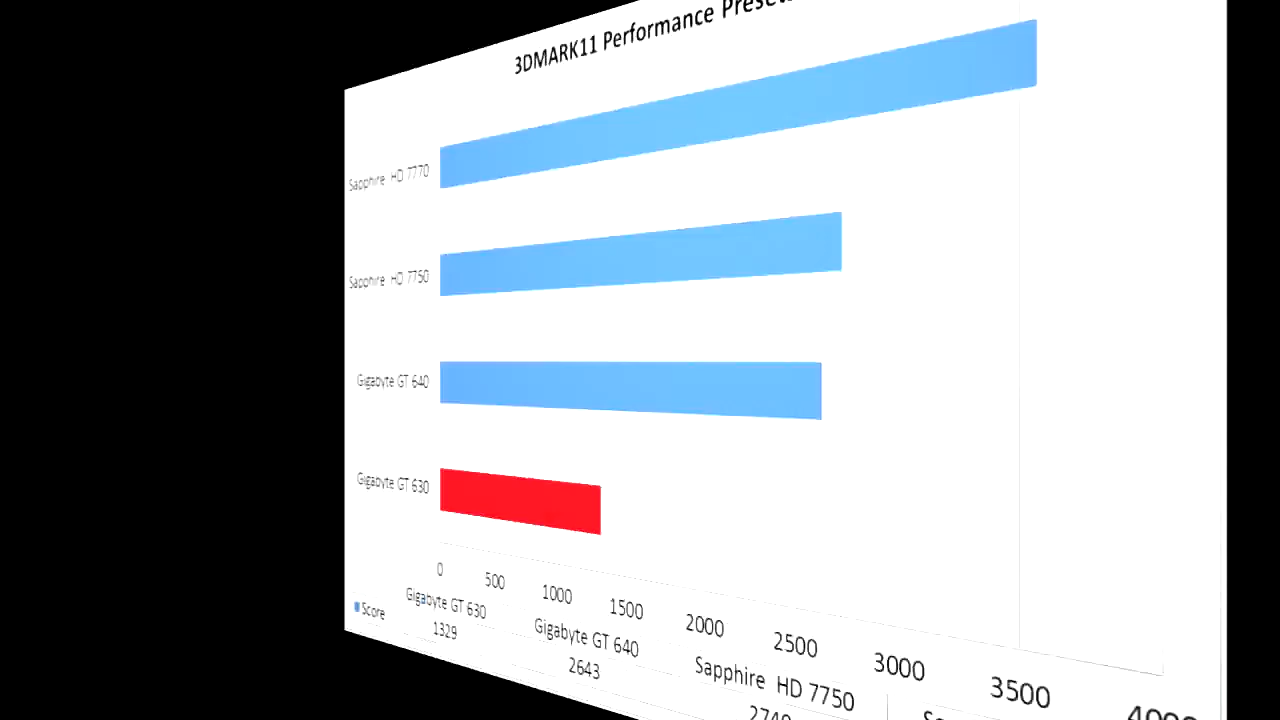 3DMARK11 Performance
Sapphire HD 7770
Sapphire HD 7750
Gigabyte GT 640
Gigabyte GT 630
0 500 1000 1500 2000 2500 3000 3500 4000
Score
Gigabyte GT 630 Gigabyte GT 640 Sapphire HD 7750
1329 2643